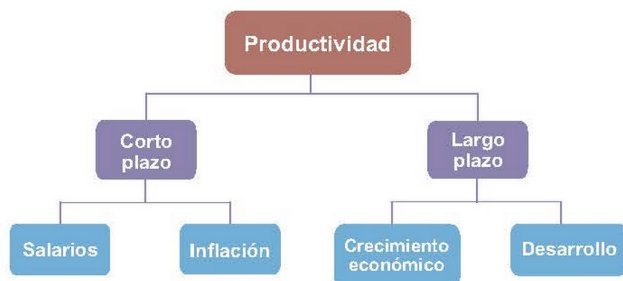 Productividad
Corto
plazo
Largo
plazo
Salarios
Inflación
Crecimiento
económico
Desarrollo